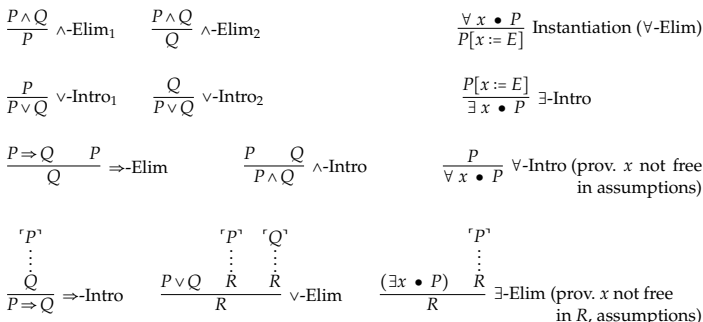 P ∧ Q / P ∧-Elim₁    P ∧ Q / Q ∧-Elim₂    ∀ x • P / P[x := E] Instantiation (∀-Elim)
P / P ∨ Q ∨-Intro₁    Q / P ∨ Q ∨-Intro₂    P[x := E] / ∃ x • P ∃-Intro
P ⇒ Q    P / Q ⇒-Elim    P    Q / P ∧ Q ∧-Intro    P / ∀ x • P ∀-Intro (prov. x not free
in assumptions)
⌜P⌝    ⌜P⌝ ⌜Q⌝    ⌜P⌝
⋮    ⋮ ⋮    ⋮
Q / P ⇒ Q ⇒-Intro    P ∨ Q    R    R / R ∨-Elim    (∃x • P)    R / R ∃-Elim (prov. x not free
in R, assumptions)